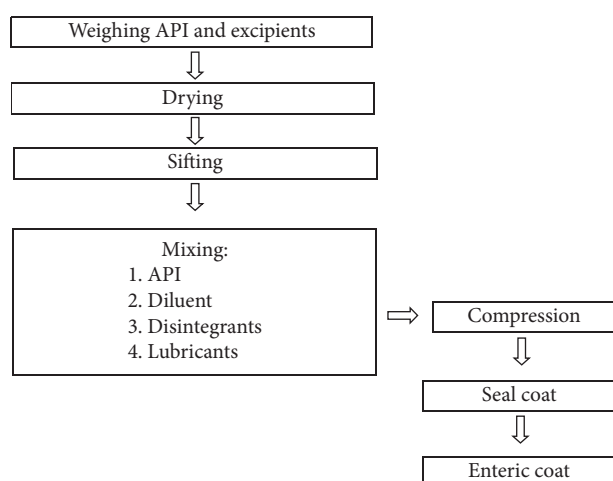 Weighing API and excipients
Drying
Sifting
Mixing:
1. API
2. Diluent
3. Disintegrants
4. Lubricants
Compression
Seal coat
Enteric coat